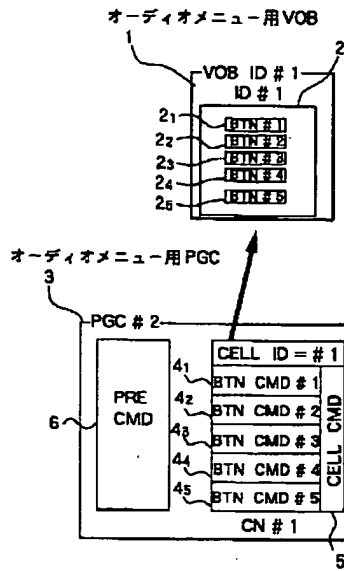 オーディオメニュー用VOB
1
VOB ID # 1
2
ID # 1
2₁ BTN # 1
2₂ BTN # 2
2₃ BTN # 3
2₄ BTN # 4
2₅ BTN # 5
オーディオメニュー用PGC
3
PGC # 2
CELL ID = # 1
PRE CMD
6
4₁ BTN CMD # 1
4₂ BTN CMD # 2
4₃ BTN CMD # 3
4₄ BTN CMD # 4
4₅ BTN CMD # 5
CELL CMD
CN # 1
5